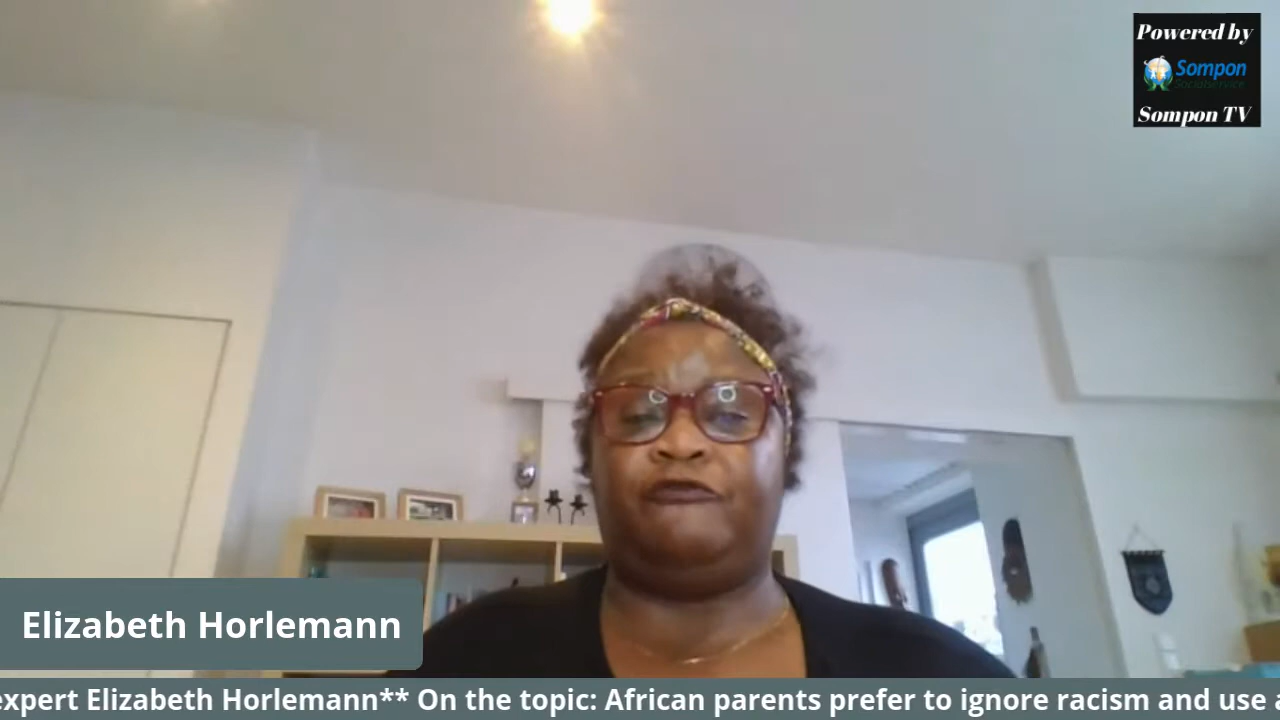 Powered by
Sompon
Socialservice
Sompon TV
Elizabeth Horlemann
expert Elizabeth Horlemann** On the topic: African parents prefer to ignore racism and use a